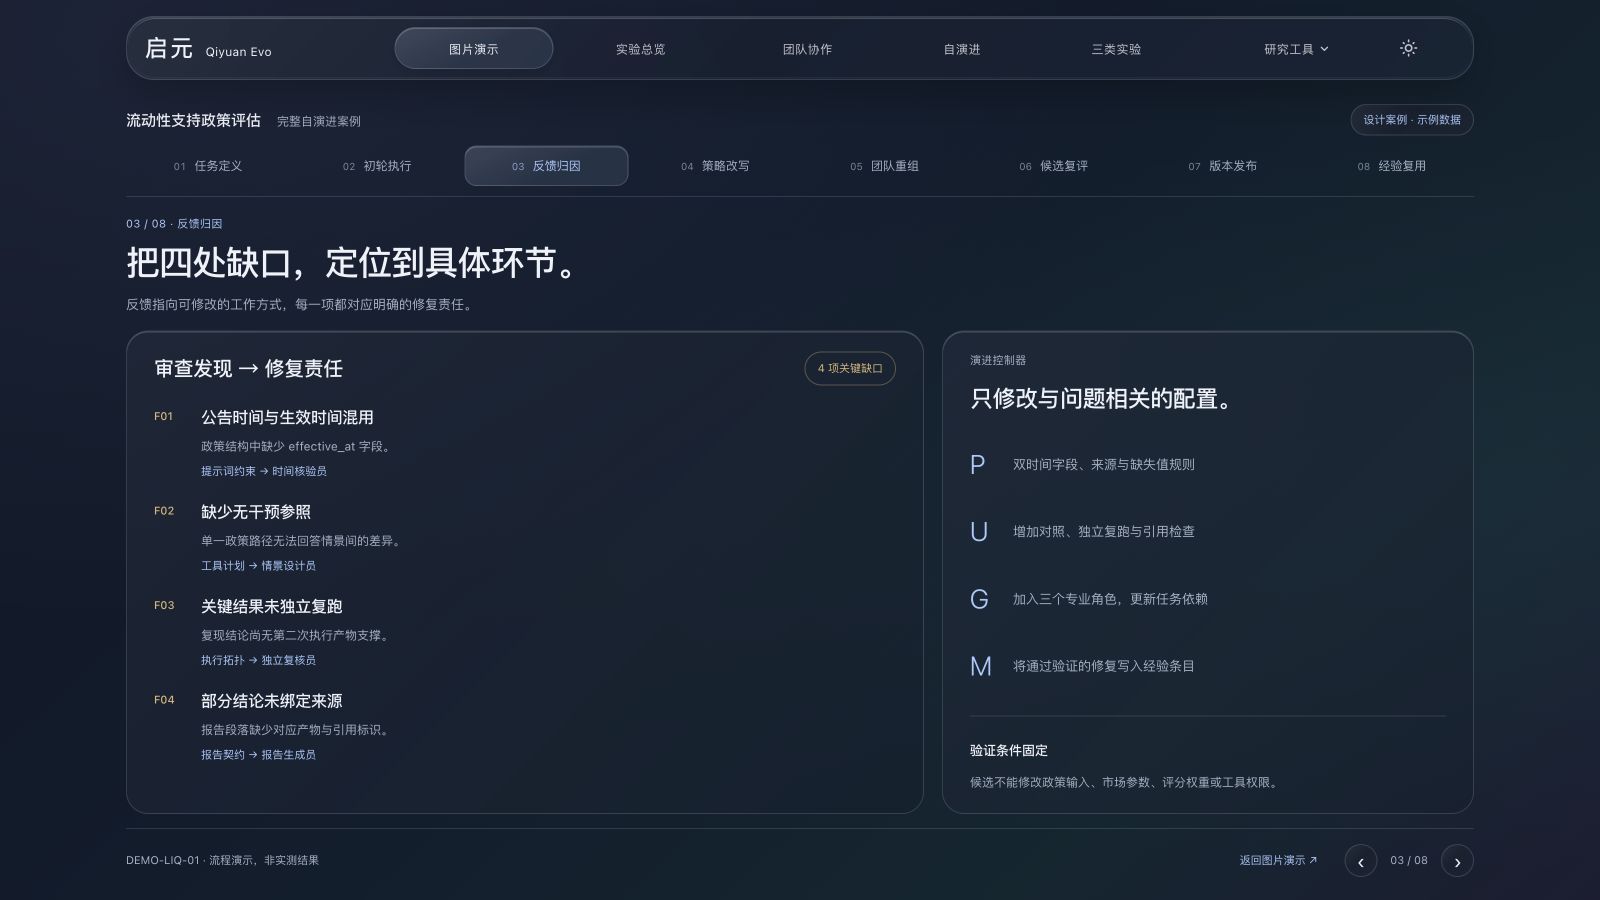 启元 Qiyuan Evo 图片演示 实验总览 团队协作 自演进 三类实验 研究工具
流动性支持政策评估 完整自演进案例 设计案例 · 示例数据
01 任务定义 02 初轮执行 03 反馈归因 04 策略改写 05 团队重组 06 候选复评 07 版本发布 08 经验复用
03 / 08 · 反馈归因
把四处缺口，定位到具体环节。
反馈指向可修改的工作方式，每一项都对应明确的修复责任。
审查发现 → 修复责任 4 项关键缺口
F01 公告时间与生效时间混用
政策结构中缺少 effective_at 字段。
提示词约束 → 时间核验员
F02 缺少无干预参照
单一政策路径无法回答情景间的差异。
工具计划 → 情景设计员
F03 关键结果未独立复跑
复现结论尚无第二次执行产物支撑。
执行拓扑 → 独立复核员
F04 部分结论未绑定来源
报告段落缺少对应产物与引用标识。
报告契约 → 报告生成员
演进控制器
只修改与问题相关的配置。
P 双时间字段、来源与缺失值规则
U 增加对照、独立复跑与引用检查
G 加入三个专业角色，更新任务依赖
M 将通过验证的修复写入经验条目
验证条件固定
候选不能修改政策输入、市场参数、评分权重或工具权限。
DEMO-LIQ-01 · 流程演示，非实测结果 返回图片演示 ↗ ‹ 03 / 08 ›